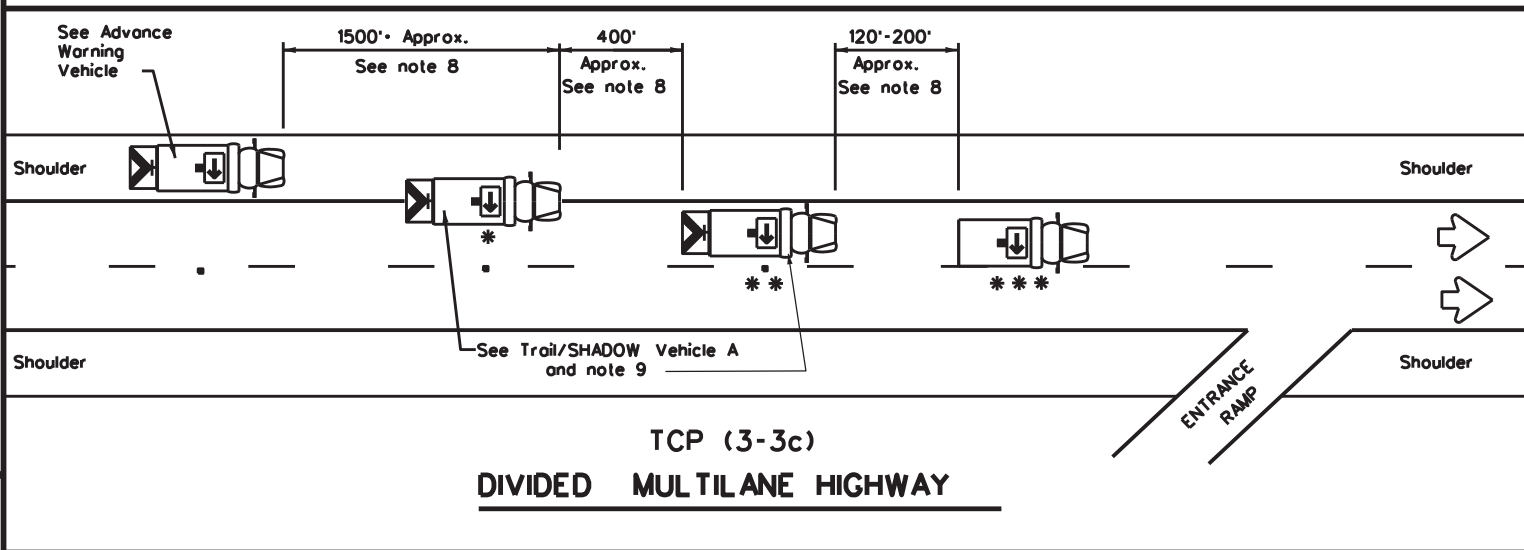 See Advance
Warning
Vehicle
1500'+ Approx.
See note 8
400'
Approx.
See note 8
120'-200'
Approx.
See note 8
Shoulder
Shoulder
*
* *
* * *
See Trail/SHADOW Vehicle A
and note 9
Shoulder
Shoulder
ENTRANCE
RAMP
TCP (3-3c)
DIVIDED MULTILANE HIGHWAY